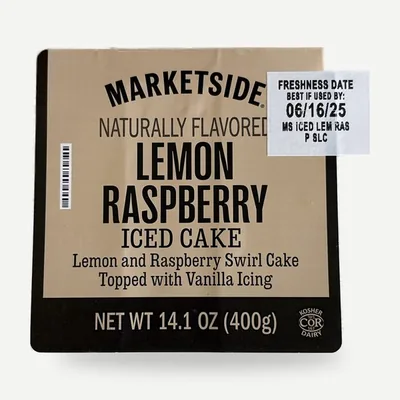 MARKETSIDE®
FRESHNESS DATE
BEST IF USED BY:
06/16/25
MS ICED LEM RAS
P SLC
NATURALLY FLAVORED
LEMON
RASPBERRY
ICED CAKE
Lemon and Raspberry Swirl Cake
Topped with Vanilla Icing
NET WT 14.1 OZ (400g)
KOSHER
COR
DAIRY